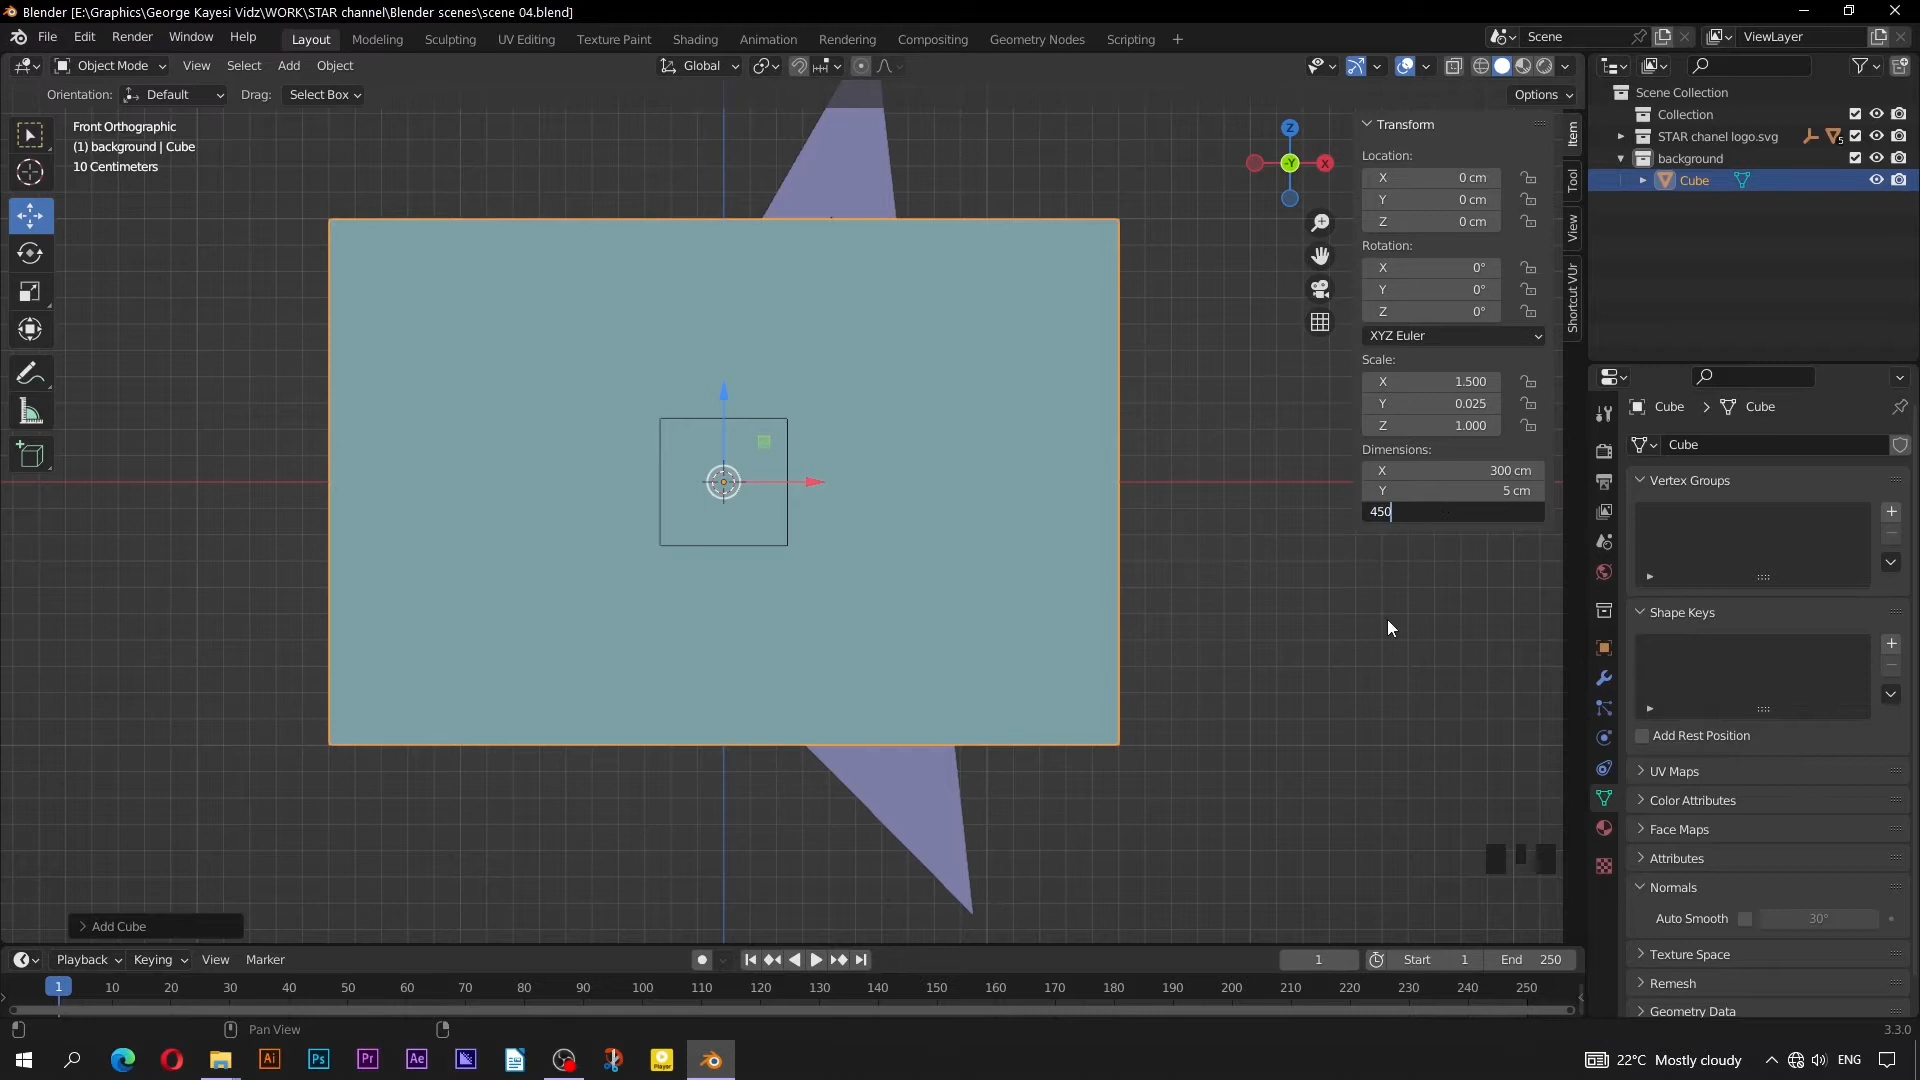 Blender [E:\Graphics\George Kayesi Vidz\WORK\STAR channel\Blender scenes\scene 04.blend]
File Edit Render Window Help Layout Modeling Sculpting UV Editing Texture Paint Shading Animation Rendering Compositing Geometry Nodes Scripting + Scene ViewLayer
Object Mode View Select Add Object Global
Orientation: Default Drag: Select Box Options
Front Orthographic
(1) background | Cube
10 Centimeters
Z
-Y
X
Transform
Location:
X 0 cm
Y 0 cm
Z 0 cm
Rotation:
X 0°
Y 0°
Z 0°
XYZ Euler
Scale:
X 1.500
Y 0.025
Z 1.000
Dimensions:
X 300 cm
Y 5 cm
450
Item
Tool
View
Shortcut VUr
Scene Collection
Collection
STAR chanel logo.svg 5
background
Cube
Cube Cube
Cube
Vertex Groups
Shape Keys
Add Rest Position
UV Maps
Color Attributes
Face Maps
Attributes
Normals
Auto Smooth 30°
Texture Space
Remesh
Geometry Data
Add Cube
Playback Keying View Marker 1 Start 1 End 250
1 10 20 30 40 50 60 70 80 90 100 110 120 130 140 150 160 170 180 190 200 210 220 230 240 250
Pan View
3.3.0
Ai Ps Pr Ae Player 22°C Mostly cloudy ENG